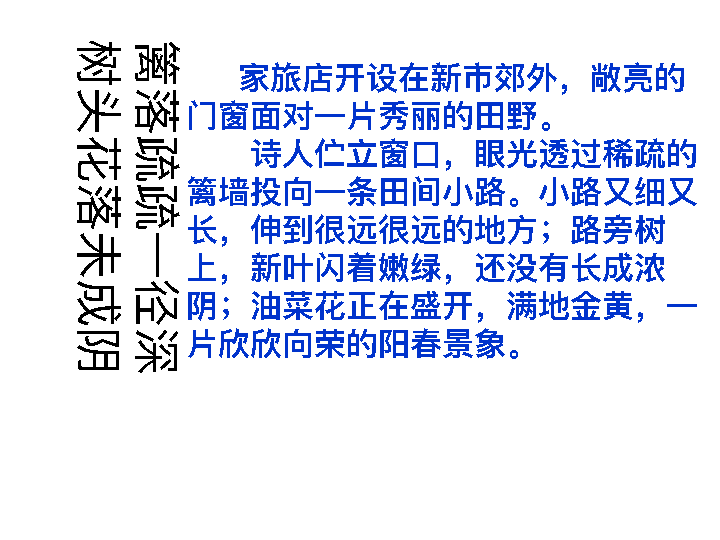 篱落疏疏一径深
树头花落未成阴
家旅店开设在新市郊外，敞亮的
门窗面对一片秀丽的田野。
诗人伫立窗口，眼光透过稀疏的
篱墙投向一条田间小路。小路又细又
长，伸到很远很远的地方；路旁树
上，新叶闪着嫩绿，还没有长成浓
阴；油菜花正在盛开，满地金黄，一
片欣欣向荣的阳春景象。